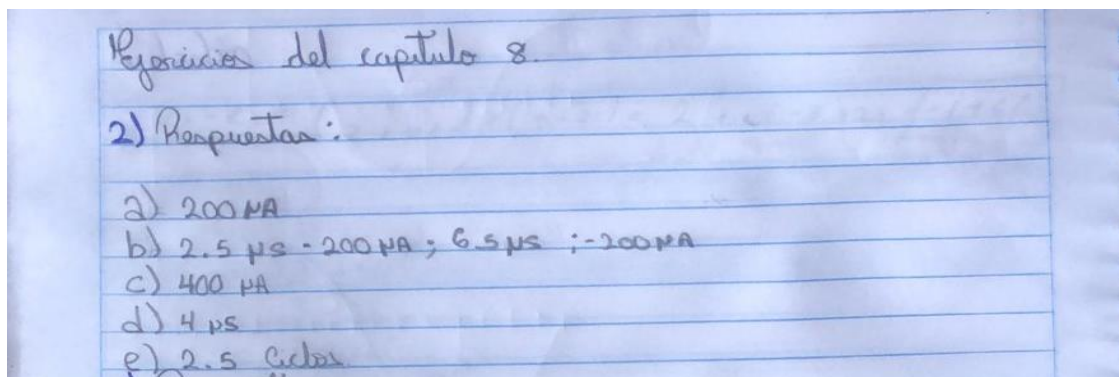 Ejercicios del capitulo 8.
2) Respuestas:
a) 200 µA
b) 2.5 µs - 200 µA ; 6.5 µs ; -200 µA
c) 400 µA
d) 4 µs
e) 2.5 Ciclos